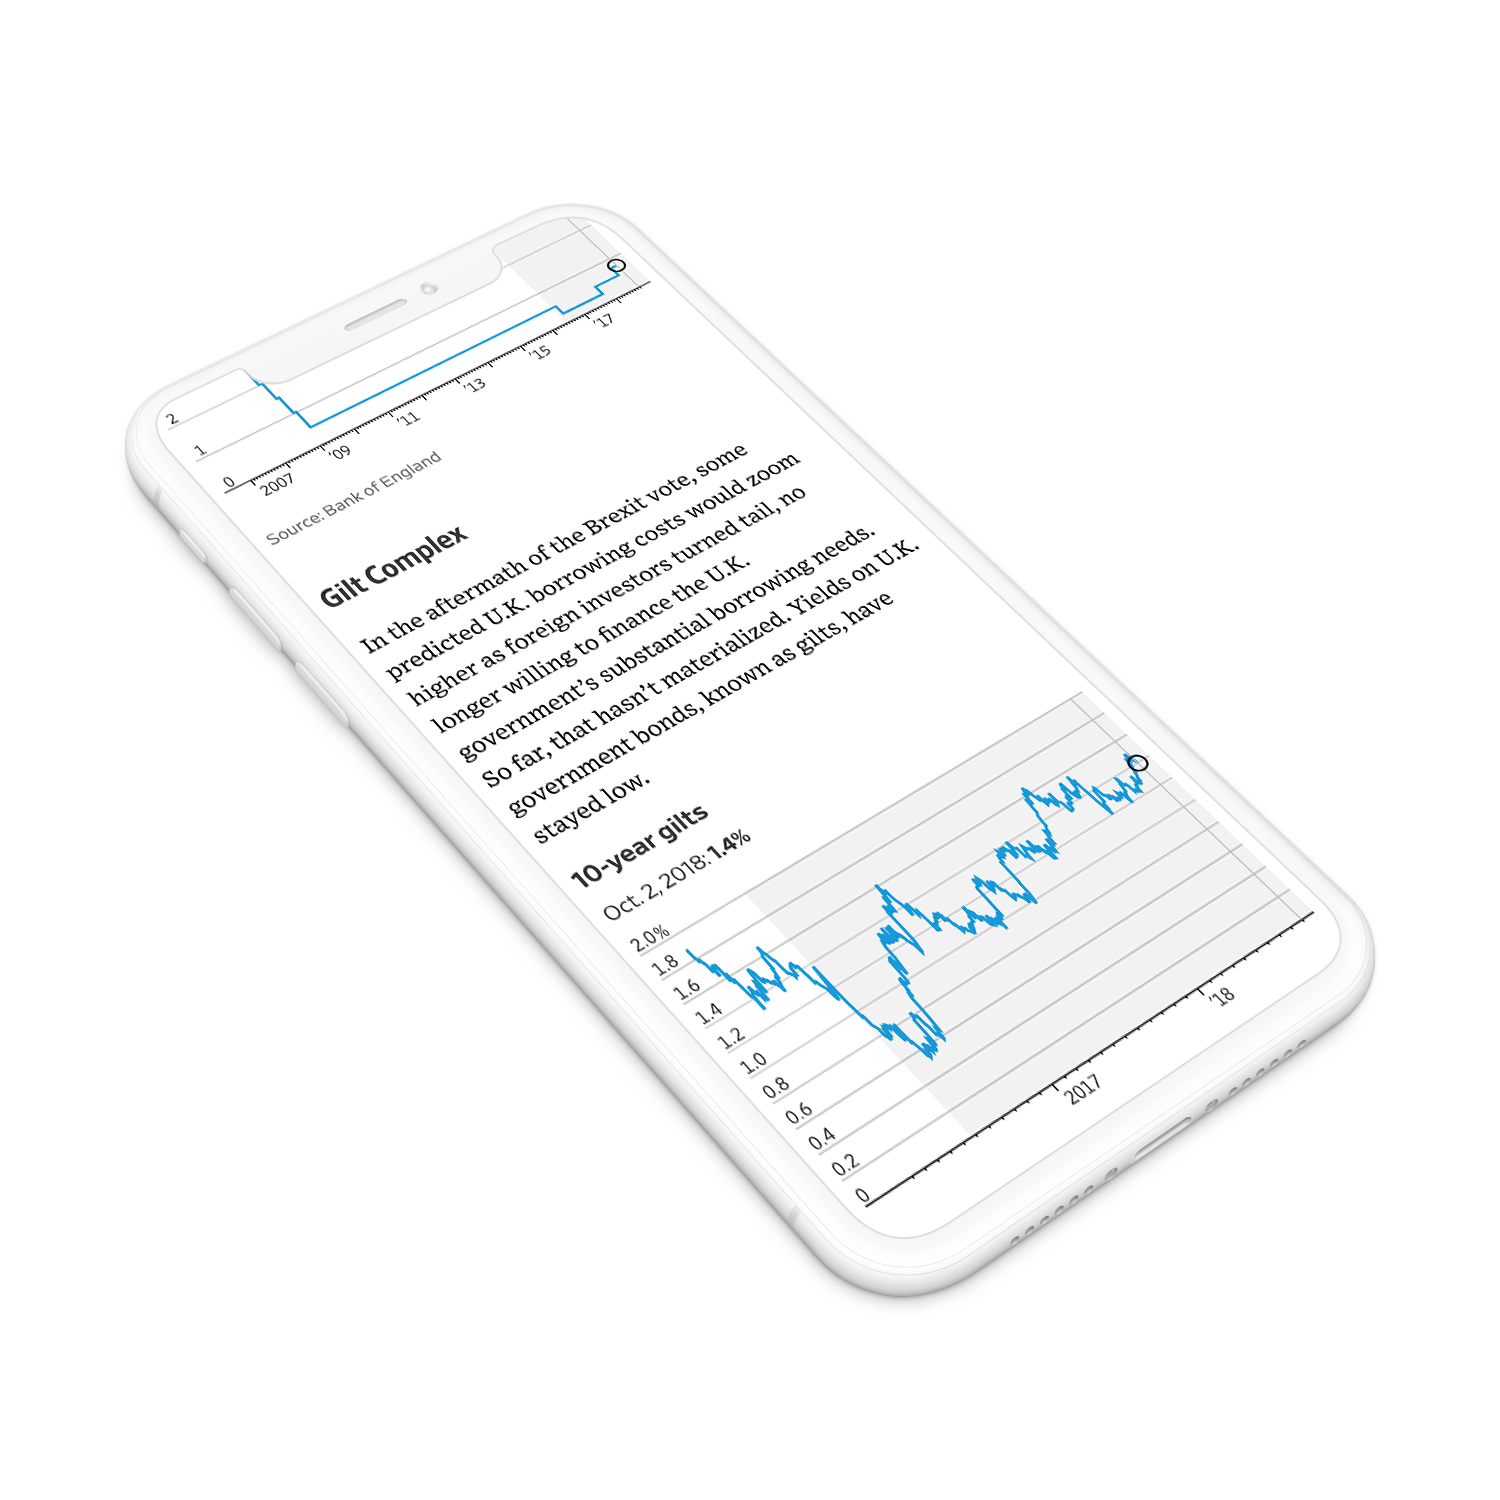 2
1
0
2007 '09 '11 '13 '15 '17
Source: Bank of England
Gilt Complex
In the aftermath of the Brexit vote, some
predicted U.K. borrowing costs would zoom
higher as foreign investors turned tail, no
longer willing to finance the U.K.
government's substantial borrowing needs.
So far, that hasn't materialized. Yields on U.K.
government bonds, known as gilts, have
stayed low.
10-year gilts
Oct. 2, 2018: 1.4%
2.0%
1.8
1.6
1.4
1.2
1.0
0.8
0.6
0.4
0.2
0
2017 '18